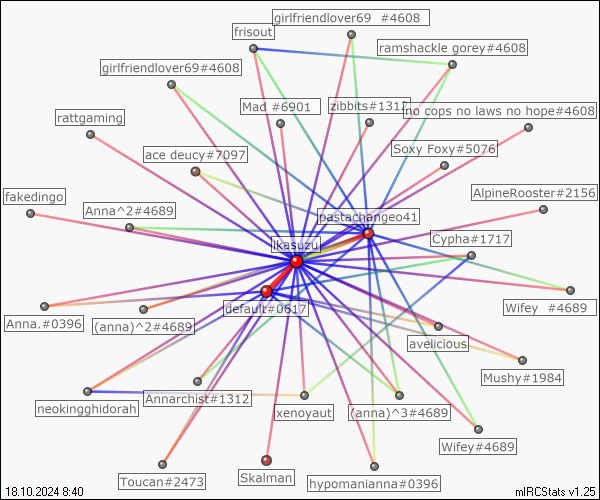 girlfriendlover69 #4608
frisout
ramshackle gorey#4608
girlfriendlover69#4608
Mad #6901
zibbits#1312
no cops no laws no hope#4608
rattgaming
Soxy Foxy#5076
ace deucy#7097
AlpineRooster#2156
fakedingo
Anna^2#4689
pastachangeo41
ikasuzu
Cypha#1717
default#0617
Wifey #4689
Anna.#0396
(anna)^2#4689
avelicious
Mushy#1984
neokingghidorah
Annarchist#1312
xenoyaut
(anna)^3#4689
Wifey#4689
Toucan#2473
Skalman
hypomanianna#0396
18.10.2024 8:40
mIRCStats v1.25